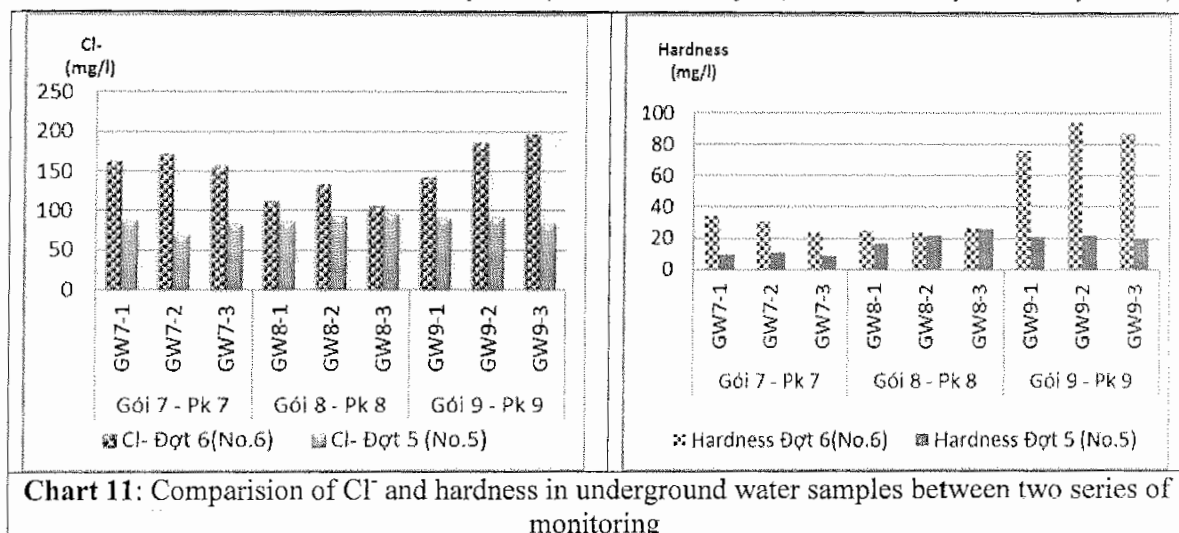 Cl-
(mg/l)
250
200
150
100
50
0
GW7-1
GW7-2
GW7-3
GW8-1
GW8-2
GW8-3
GW9-1
GW9-2
GW9-3
Gói 7 - Pk 7
Gói 8 - Pk 8
Gói 9 - Pk 9
Cl- Đợt 6(No.6)
Cl- Đợt 5 (No.5)
Hardness
(mg/l)
100
80
60
40
20
0
GW7-1
GW7-2
GW7-3
GW8-1
GW8-2
GW8-3
GW9-1
GW9-2
GW9-3
Gói 7 - Pk 7
Gói 8 - Pk 8
Gói 9 - Pk 9
Hardness Đợt 6(No.6)
Hardness Đợt 5 (No.5)
Chart 11: Comparision of Cl⁻ and hardness in underground water samples between two series of
monitoring